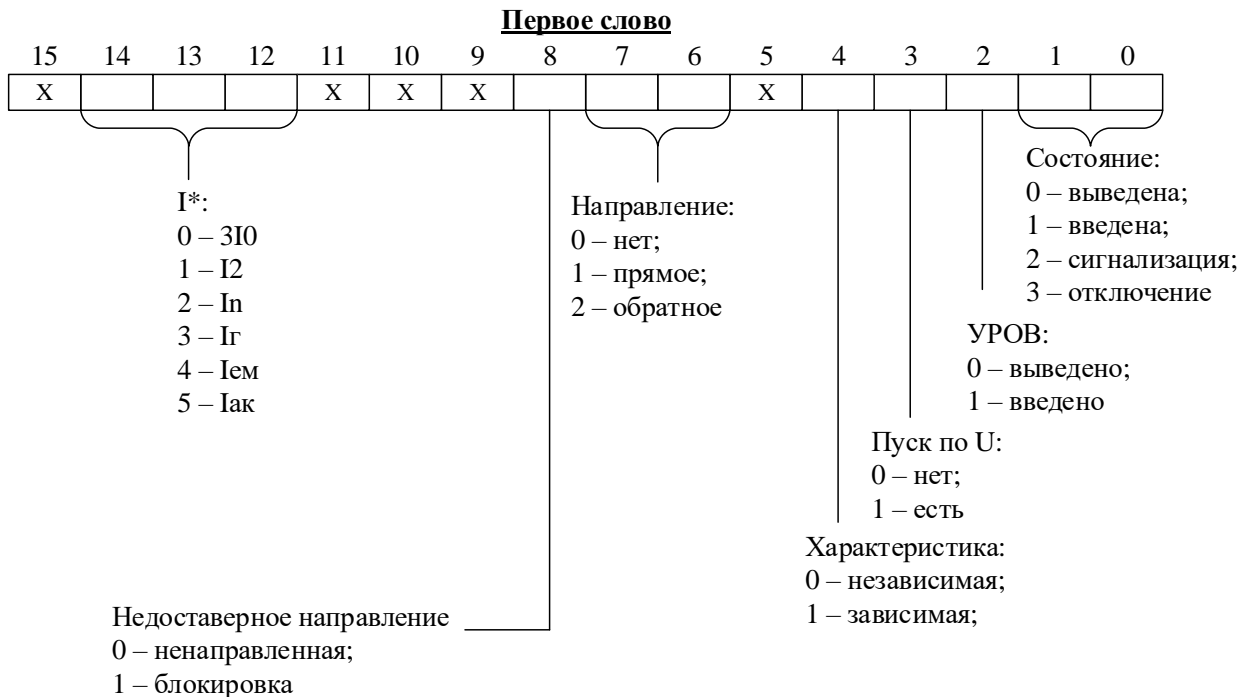 Первое слово
15 14 13 12 11 10 9 8 7 6 5 4 3 2 1 0
X X X X X
I*:
0 – 3I0
1 – I2
2 – In
3 – Iг
4 – Iем
5 – Iак
Направление:
0 – нет;
1 – прямое;
2 – обратное
Состояние:
0 – выведена;
1 – введена;
2 – сигнализация;
3 – отключение
УРОВ:
0 – выведено;
1 – введено
Пуск по U:
0 – нет;
1 – есть
Характеристика:
0 – независимая;
1 – зависимая;
Недоставерное направление
0 – ненаправленная;
1 – блокировка